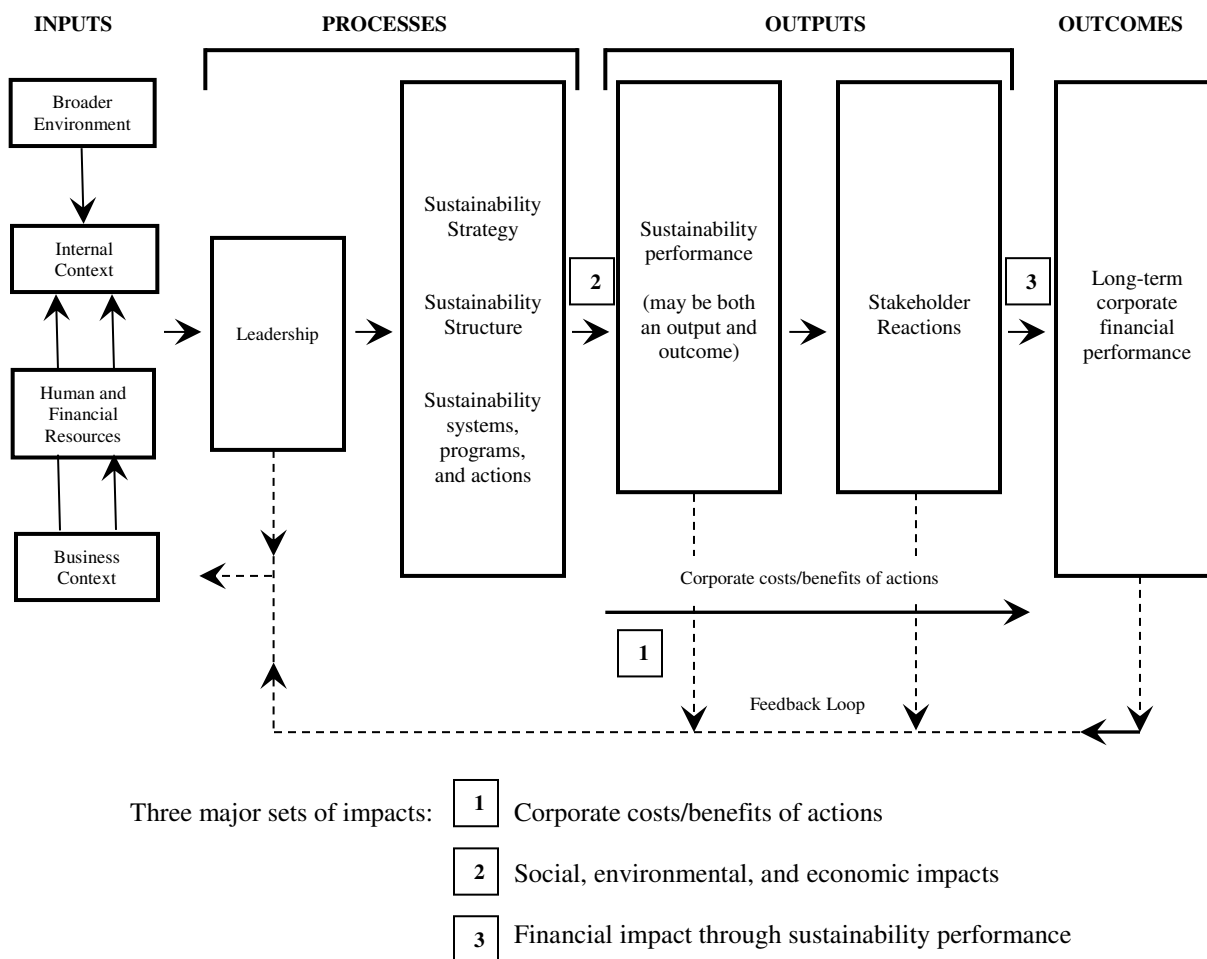 INPUTS
PROCESSES
OUTPUTS
OUTCOMES
Broader
Environment
Internal
Context
Human and
Financial
Resources
Business
Context
Leadership
Sustainability
Strategy
Sustainability
Structure
Sustainability
systems,
programs,
and actions
2
Sustainability
performance
(may be both
an output and
outcome)
Stakeholder
Reactions
3
Long-term
corporate
financial
performance
Corporate costs/benefits of actions
1
Feedback Loop
Three major sets of impacts:
1 Corporate costs/benefits of actions
2 Social, environmental, and economic impacts
3 Financial impact through sustainability performance